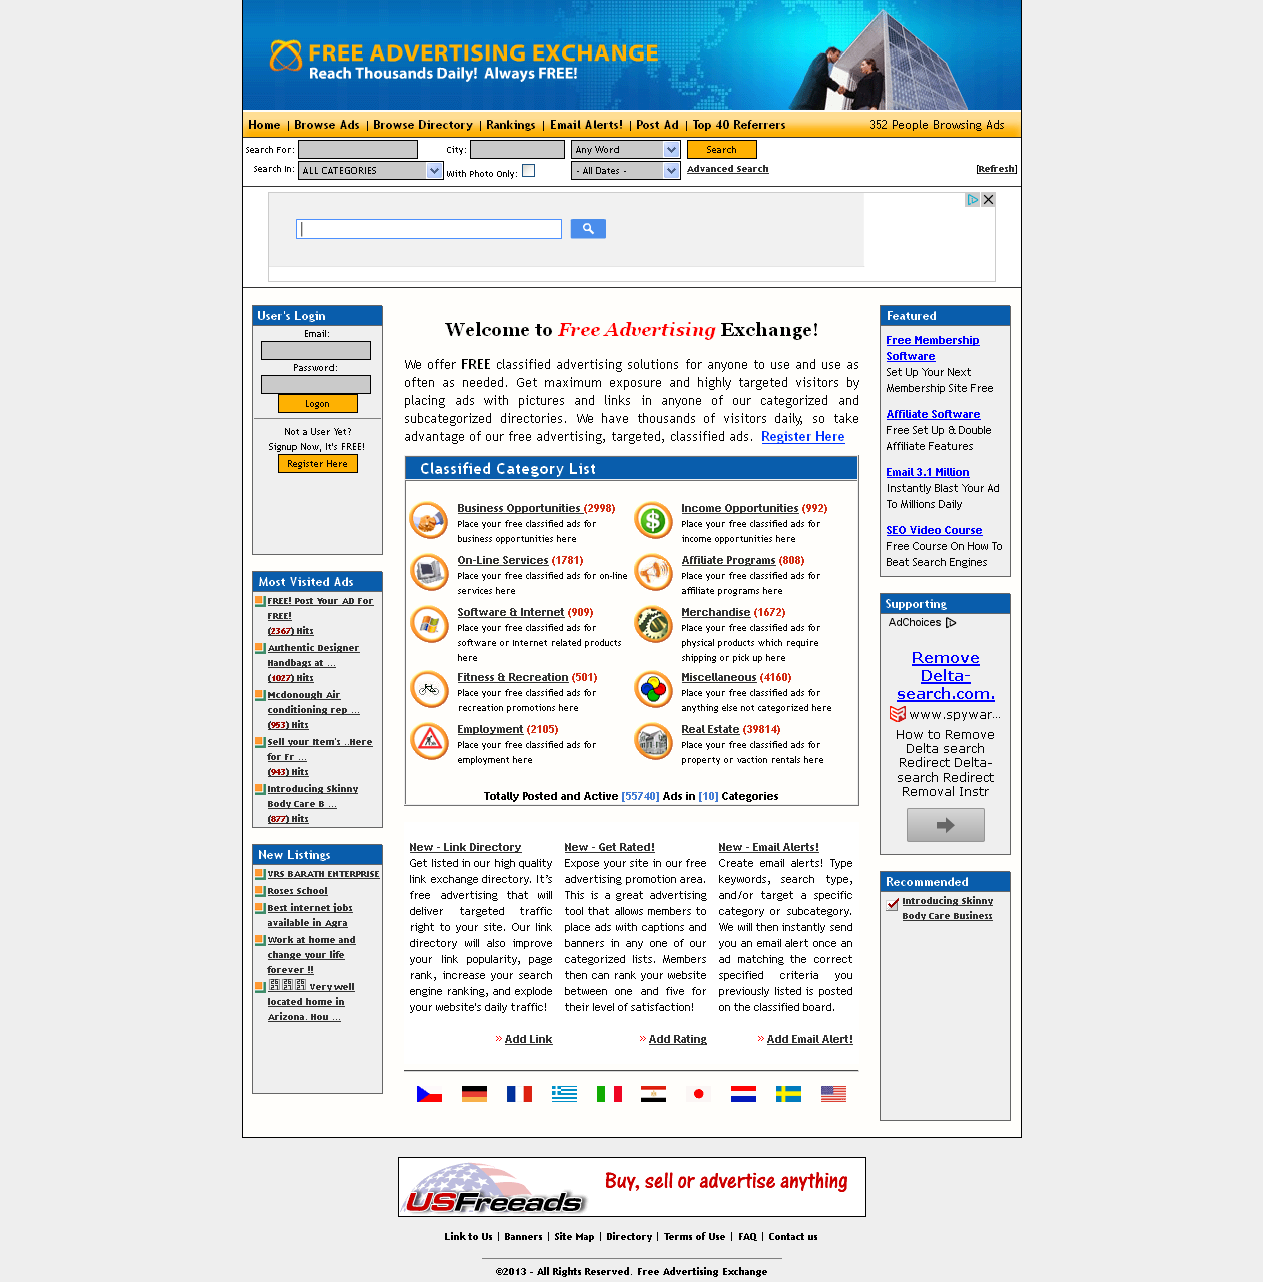 FREE ADVERTISING EXCHANGE
Reach Thousands Daily! Always FREE!
Home | Browse Ads | Browse Directory | Rankings | Email Alerts! | Post Ad | Top 40 Referrers
352 People Browsing Ads
Search For: City: Any Word Search
Search In: ALL CATEGORIES With Photo Only: - All Dates - Advanced Search [Refresh]
User's Login
Email:
Password:
Logon
Not a User Yet?
Signup Now, It's FREE!
Register Here
Most Visited Ads
FREE! Post Your AD For
FREE!
(2367) Hits
Authentic Designer
Handbags at ...
(1027) Hits
Mcdonough Air
conditioning rep ...
(953) Hits
Sell your Item's ..Here
for Fr ...
(943) Hits
Introducing Skinny
Body Care B ...
(877) Hits
New Listings
VRS BARATH ENTERPRISE
Roses School
Best internet jobs
available in Agra
Work at home and
change your life
forever !!
Very well
located home in
Arizona. Hou ...
Welcome to Free Advertising Exchange!
We offer FREE classified advertising solutions for anyone to use and use as
often as needed. Get maximum exposure and highly targeted visitors by
placing ads with pictures and links in anyone of our categorized and
subcategorized directories. We have thousands of visitors daily, so take
advantage of our free advertising, targeted, classified ads. Register Here
Classified Category List
Business Opportunities (2998)
Place your free classified ads for
business opportunities here
Income Opportunities (992)
Place your free classified ads for
income opportunities here
On-Line Services (1781)
Place your free classified ads for on-line
services here
Affiliate Programs (808)
Place your free classified ads for
affiliate programs here
Software & Internet (909)
Place your free classified ads for
software or Internet related products
here
Merchandise (1672)
Place your free classified ads for
physical products which require
shipping or pick up here
Fitness & Recreation (501)
Place your free classified ads for
recreation promotions here
Miscellaneous (4160)
Place your free classified ads for
anything else not categorized here
Employment (2105)
Place your free classified ads for
employment here
Real Estate (39814)
Place your free classified ads for
property or vaction rentals here
Totally Posted and Active [55740] Ads in [10] Categories
New - Link Directory
Get listed in our high quality
link exchange directory. It's
free advertising that will
deliver targeted traffic
right to your site. Our link
directory will also improve
your link popularity, page
rank, increase your search
engine ranking, and explode
your website's daily traffic!
» Add Link
New - Get Rated!
Expose your site in our free
advertising promotion area.
This is a great advertising
tool that allows members to
place ads with captions and
banners in any one of our
categorized lists. Members
then can rank your website
between one and five for
their level of satisfaction!
» Add Rating
New - Email Alerts!
Create email alerts! Type
keywords, search type,
and/or target a specific
category or subcategory.
We will then instantly send
you an email alert once an
ad matching the correct
specified criteria you
previously listed is posted
on the classified board.
» Add Email Alert!
Featured
Free Membership
Software
Set Up Your Next
Membership Site Free
Affiliate Software
Free Set Up & Double
Affiliate Features
Email 3.1 Million
Instantly Blast Your Ad
To Millions Daily
SEO Video Course
Free Course On How To
Beat Search Engines
Supporting
AdChoices
Remove
Delta-
search.com.
www.spywar...
How to Remove
Delta search
Redirect Delta-
search Redirect
Removal Instr
Recommended
Introducing Skinny
Body Care Business
USFreeads
Buy, sell or advertise anything
Link to Us | Banners | Site Map | Directory | Terms of Use | FAQ | Contact us
©2013 - All Rights Reserved. Free Advertising Exchange